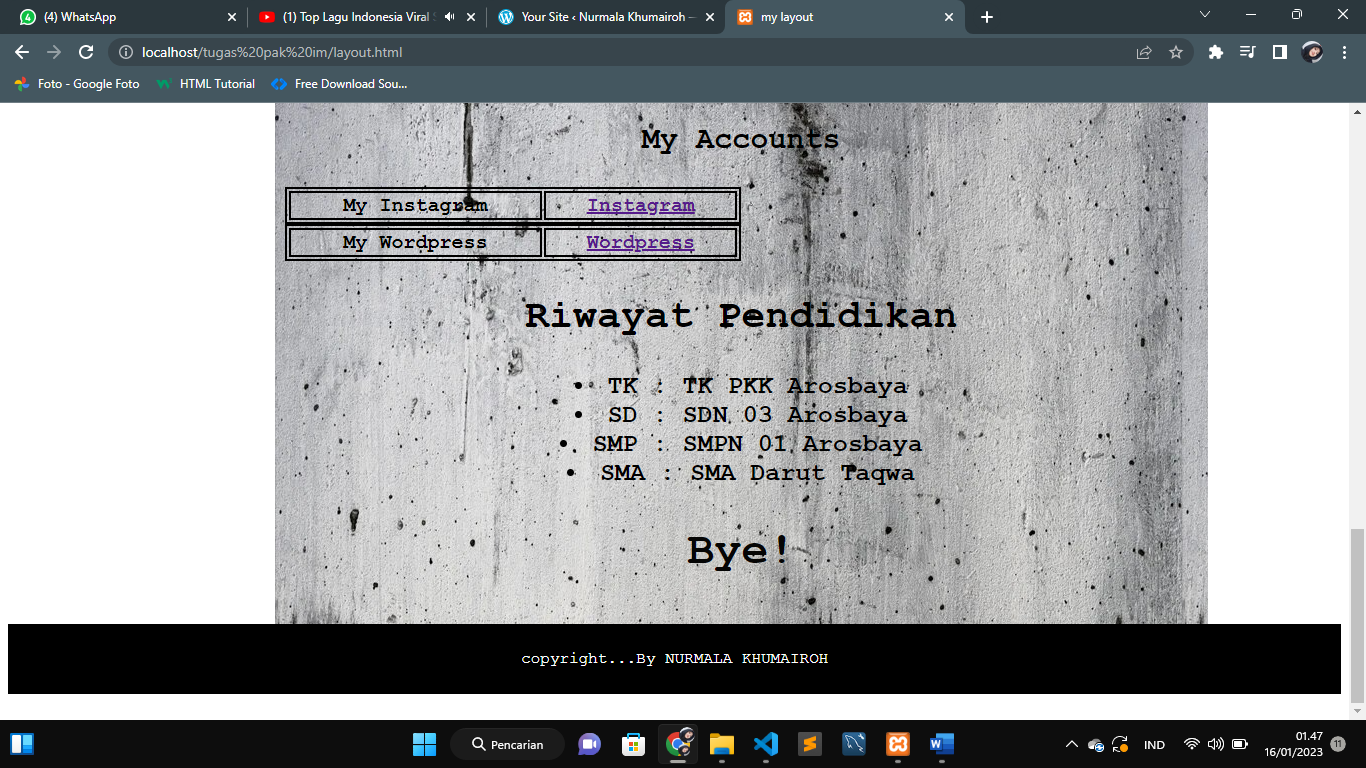 (4) WhatsApp
(1) Top Lagu Indonesia Viral
Your Site ‹ Nurmala Khumairoh —
my layout
localhost/tugas%20pak%20im/layout.html
Foto - Google Foto
HTML Tutorial
Free Download Sou...
My Accounts
My Instagram Instagram
My Wordpress Wordpress
Riwayat Pendidikan
• TK : TK PKK Arosbaya
• SD : SDN 03 Arosbaya
• SMP : SMPN 01 Arosbaya
• SMA : SMA Darut Taqwa
Bye!
copyright...By NURMALA KHUMAIROH
Pencarian
IND
01.47
16/01/2023
11